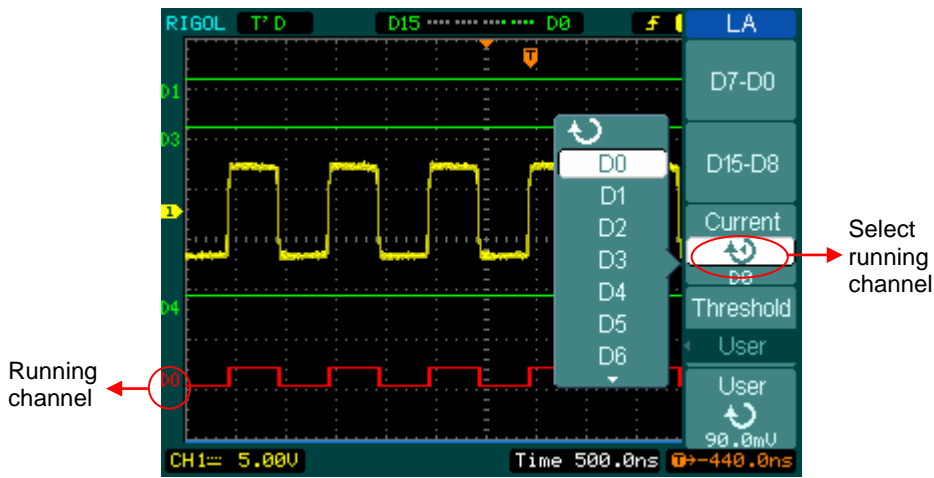 RIGOL T'D D15 D0 LA
D7-D0
D1
D3
D0
D15-D8
D1
1
D2
Current
Select
running
channel
D3
D0
D4
D4
Threshold
D5
D6
User
Running
channel
D0
User
90.0mV
CH1 5.00V Time 500.0ns T→-440.0ns
T